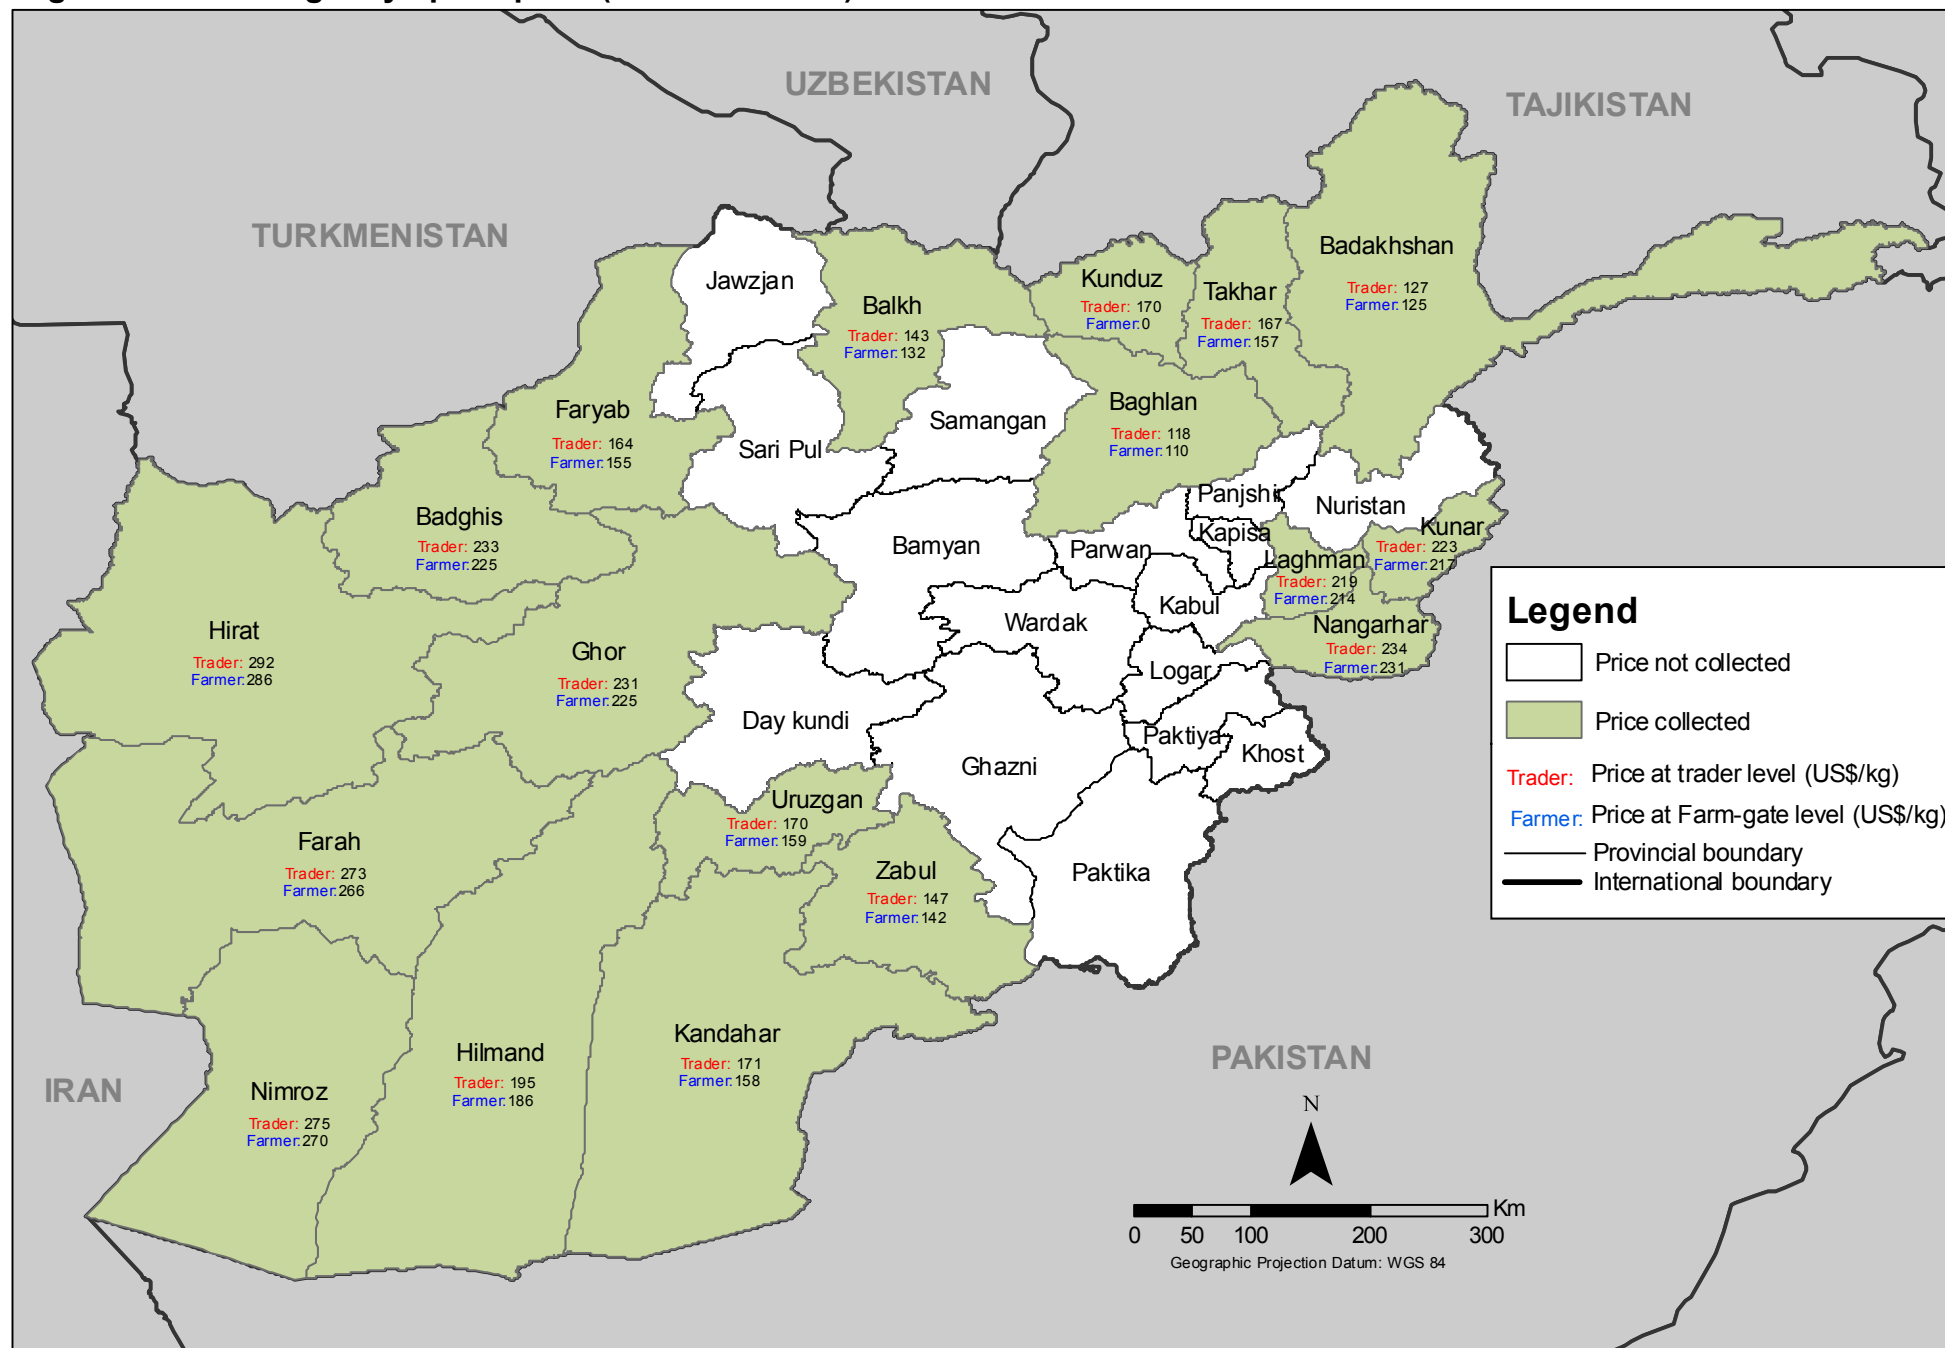 UZBEKISTAN
TAJIKISTAN
TURKMENISTAN
Badakhshan
Trader: 127
Farmer:125
Jawzjan
Kunduz
Trader: 170
Farmer:0
Takhar
Trader: 167
Farmer:157
Balkh
Trader: 143
Farmer:132
Faryab
Trader: 164
Farmer:155
Baghlan
Trader: 118
Farmer:110
Samangan
Sari Pul
Panjshir
Nuristan
Badghis
Trader: 233
Farmer:225
Kunar
Trader: 223
Farmer:217
Kapisa
Bamyan
Parwan
Laghman
Trader: 219
Farmer:214
Kabul
Wardak
Nangarhar
Trader: 234
Farmer:231
Hirat
Trader: 292
Farmer:286
Ghor
Trader: 231
Farmer:225
Logar
Day kundi
Paktiya
Khost
Ghazni
Uruzgan
Trader: 170
Farmer:159
Farah
Trader: 273
Farmer:266
Zabul
Trader: 147
Farmer:142
Paktika
Kandahar
Trader: 171
Farmer:158
Hilmand
Trader: 195
Farmer:186
Nimroz
Trader: 275
Farmer:270
IRAN
PAKISTAN
Legend
Price not collected
Price collected
Trader: Price at trader level (US$/kg)
Farmer: Price at Farm-gate level (US$/kg)
Provincial boundary
International boundary
N
Km
0 50 100 200 300
Geographic Projection Datum: WGS 84